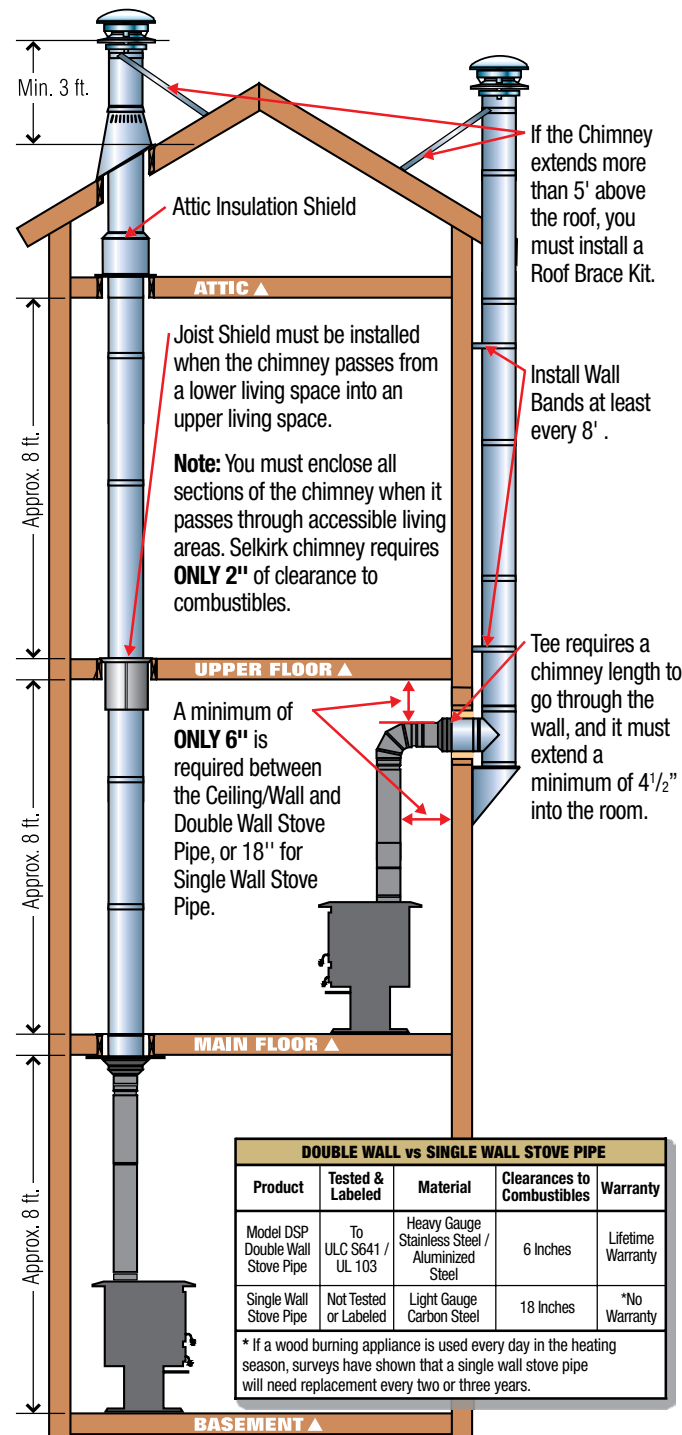 Min. 3 ft.
If the Chimney
extends more
than 5' above
the roof, you
must install a
Roof Brace Kit.
Attic Insulation Shield
ATTIC ▲
Joist Shield must be installed
when the chimney passes from
a lower living space into an
upper living space.
Note: You must enclose all
sections of the chimney when it
passes through accessible living
areas. Selkirk chimney requires
ONLY 2" of clearance to
combustibles.
Install Wall
Bands at least
every 8' .
Approx. 8 ft.
UPPER FLOOR ▲
Tee requires a
chimney length to
go through the
wall, and it must
extend a
minimum of 4 1/2”
into the room.
A minimum of
ONLY 6" is
required between
the Ceiling/Wall and
Double Wall Stove
Pipe, or 18" for
Single Wall Stove
Pipe.
Approx. 8 ft.
MAIN FLOOR ▲
Approx. 8 ft.
DOUBLE WALL vs SINGLE WALL STOVE PIPE
Product Tested & Labeled Material Clearances to Combustibles Warranty
Model DSP Double Wall Stove Pipe To ULC S641 / UL 103 Heavy Gauge Stainless Steel / Aluminized Steel 6 Inches Lifetime Warranty
Single Wall Stove Pipe Not Tested or Labeled Light Gauge Carbon Steel 18 Inches *No Warranty
* If a wood burning appliance is used every day in the heating
season, surveys have shown that a single wall stove pipe
will need replacement every two or three years.
BASEMENT ▲